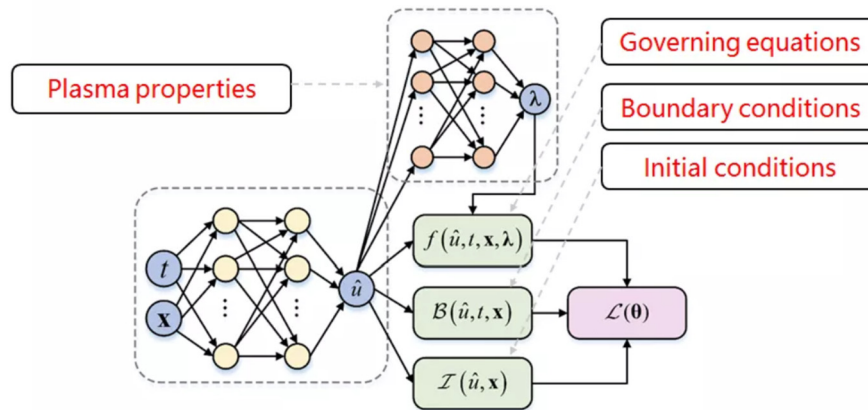 Governing equations
Plasma properties
Boundary conditions
Initial conditions
λ
⋮ ⋮
f(û,t,𝐱,𝛌)
t
û
ℬ(û,t,𝐱)
ℒ(𝛉)
𝐱
⋮ ⋮
ℐ(û,𝐱)